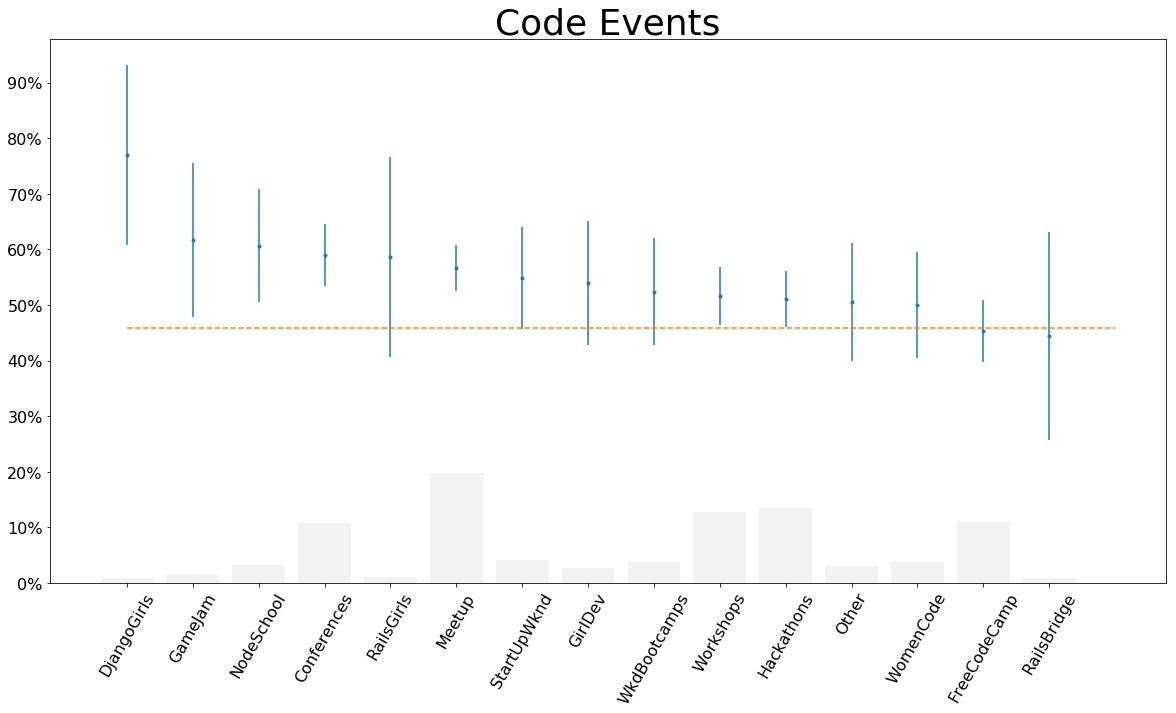 Code Events
90%
80%
70%
60%
50%
40%
30%
20%
10%
0%
DjangoGirls
GameJam
NodeSchool
Conferences
RailsGirls
Meetup
StartUpWknd
GirlDev
WkdBootcamps
Workshops
Hackathons
Other
WomenCode
FreeCodeCamp
RailsBridge